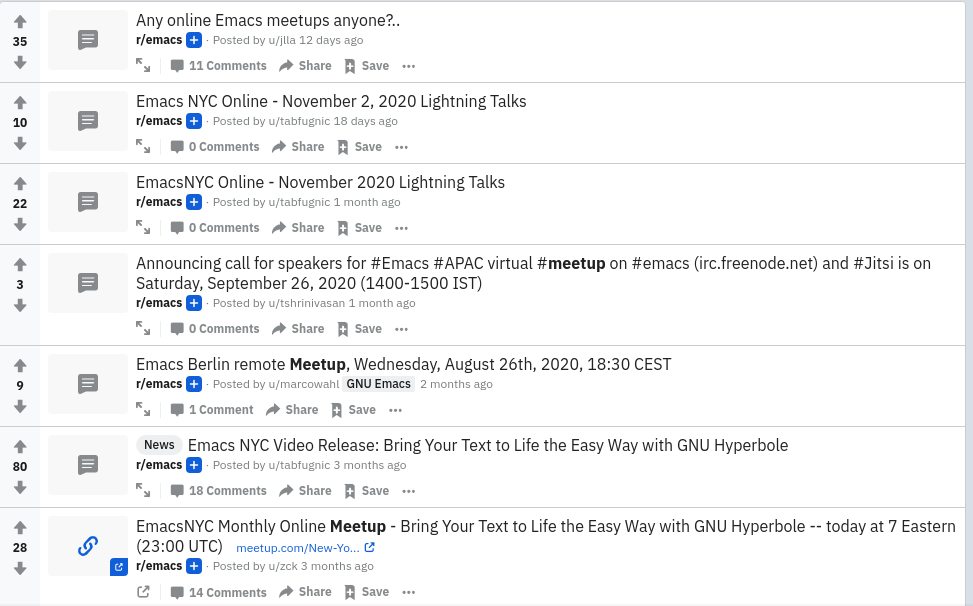 Any online Emacs meetups anyone?..
35
r/emacs · Posted by u/jlla 12 days ago
11 Comments Share Save ...
Emacs NYC Online - November 2, 2020 Lightning Talks
10
r/emacs · Posted by u/tabfugnic 18 days ago
0 Comments Share Save ...
EmacsNYC Online - November 2020 Lightning Talks
22
r/emacs · Posted by u/tabfugnic 1 month ago
0 Comments Share Save ...
Announcing call for speakers for #Emacs #APAC virtual #meetup on #emacs (irc.freenode.net) and #Jitsi is on
3
Saturday, September 26, 2020 (1400-1500 IST)
r/emacs · Posted by u/tshrinivasan 1 month ago
0 Comments Share Save ...
Emacs Berlin remote Meetup, Wednesday, August 26th, 2020, 18:30 CEST
9
r/emacs · Posted by u/marcowahl GNU Emacs 2 months ago
1 Comment Share Save ...
News Emacs NYC Video Release: Bring Your Text to Life the Easy Way with GNU Hyperbole
80
r/emacs · Posted by u/tabfugnic 3 months ago
18 Comments Share Save ...
EmacsNYC Monthly Online Meetup - Bring Your Text to Life the Easy Way with GNU Hyperbole -- today at 7 Eastern
28
(23:00 UTC) meetup.com/New-Yo...
r/emacs · Posted by u/zck 3 months ago
14 Comments Share Save ...